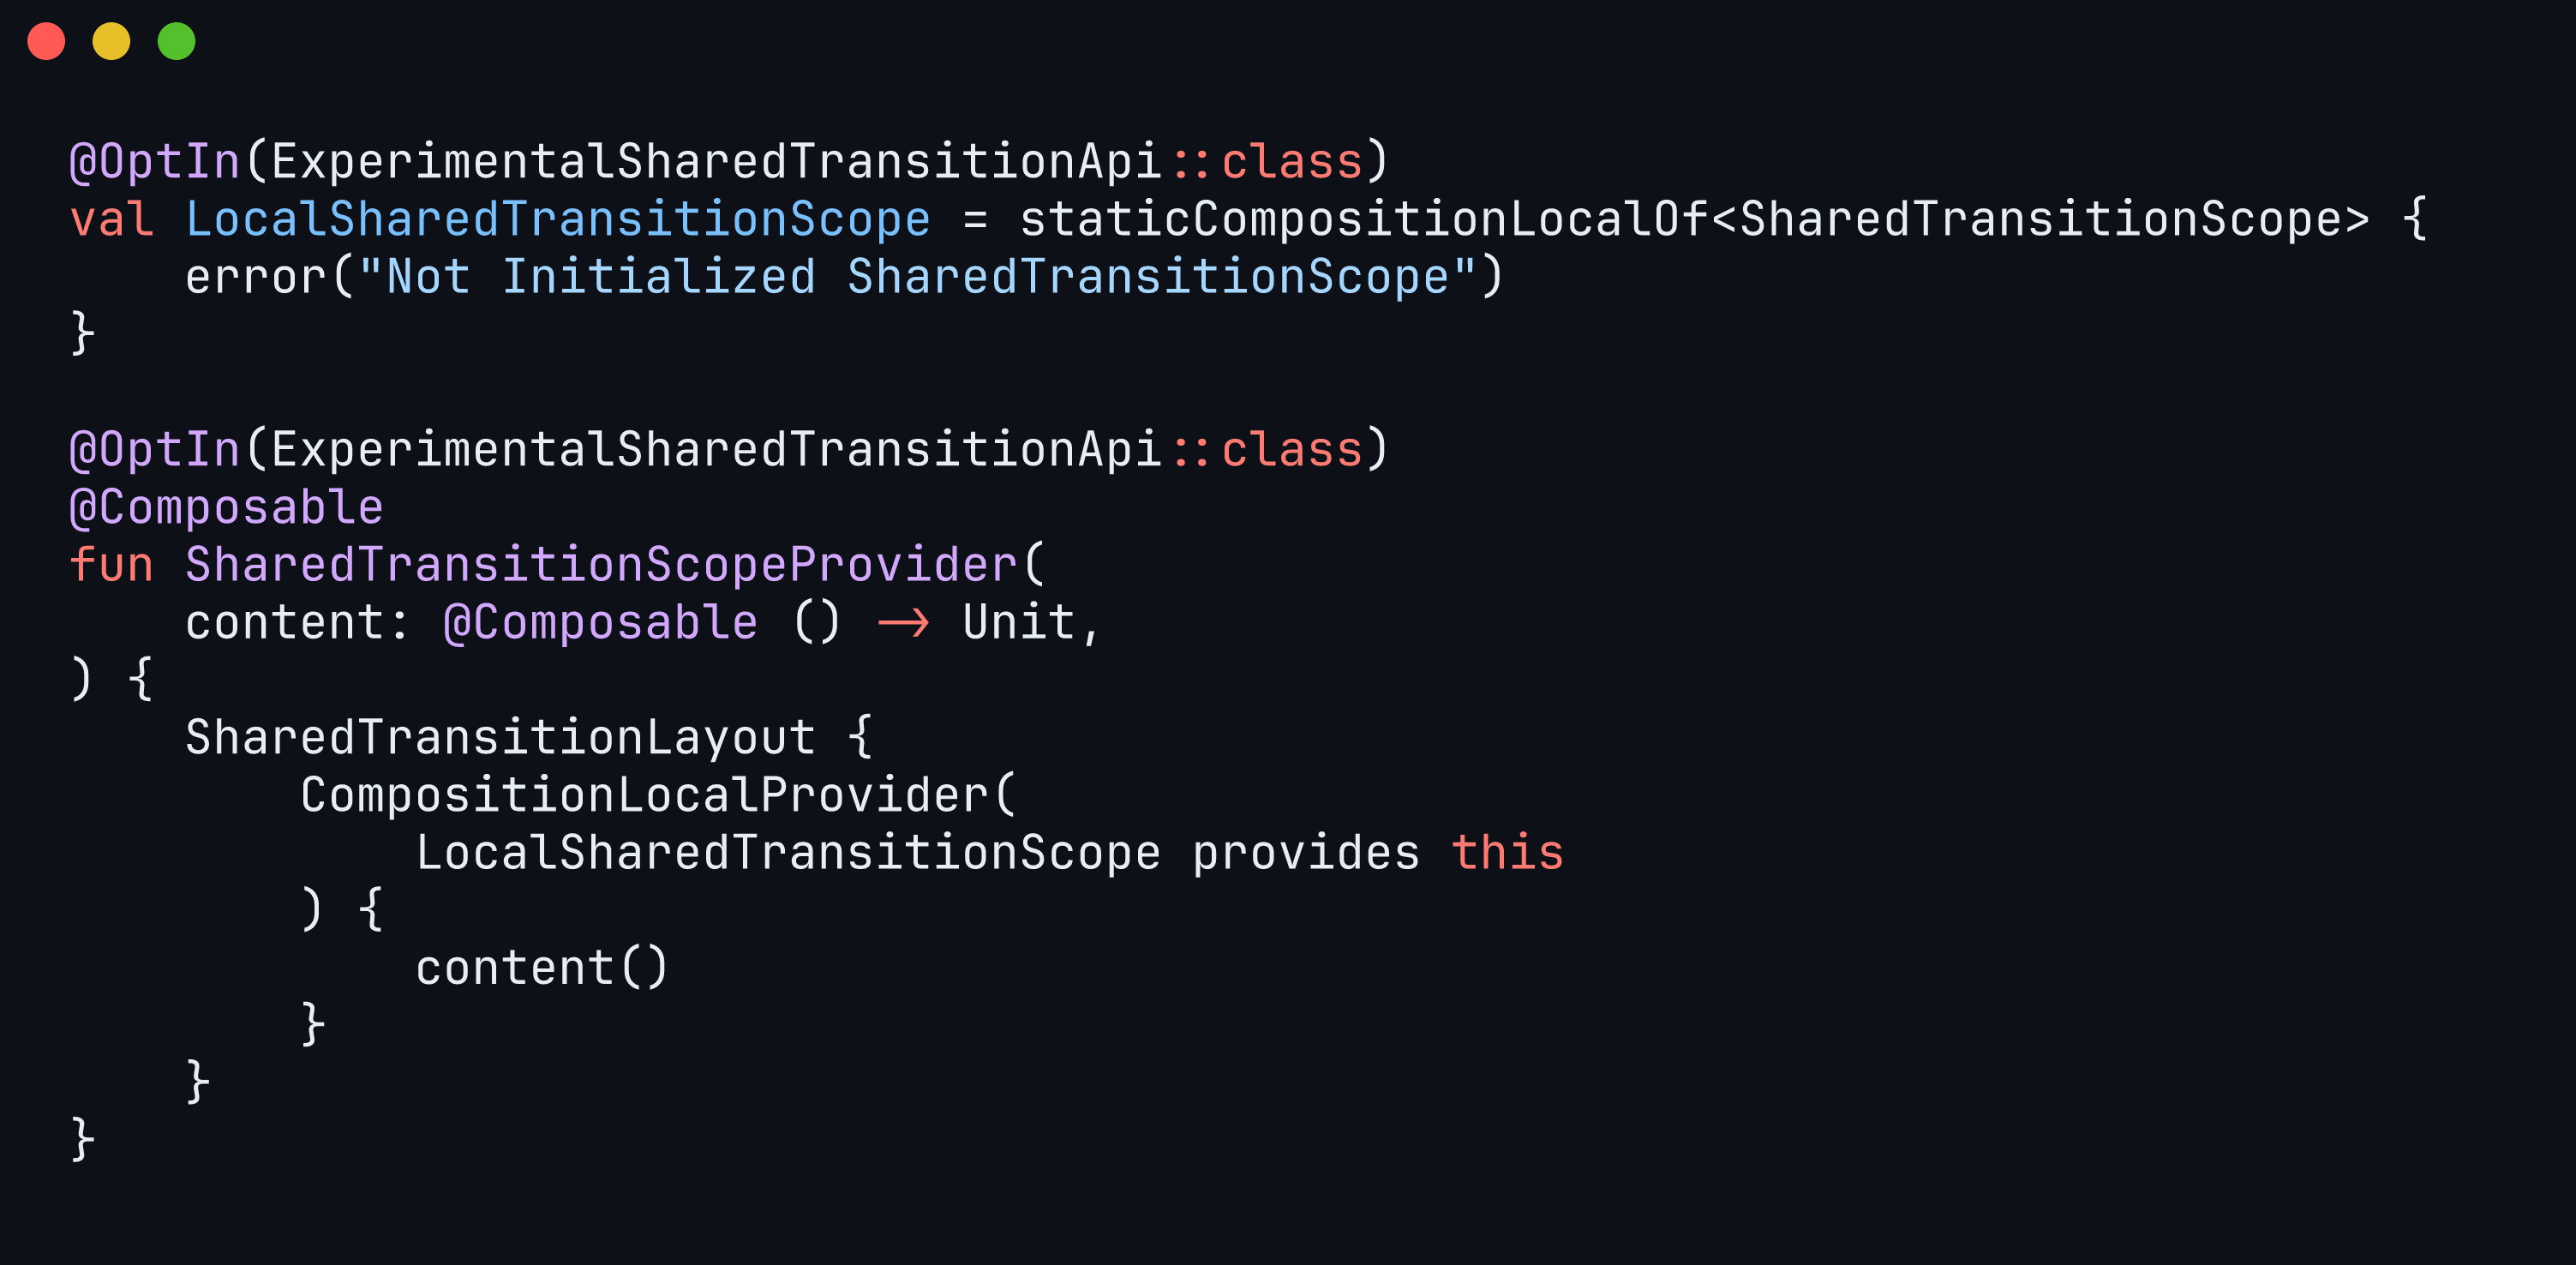 @OptIn(ExperimentalSharedTransitionApi::class)
val LocalSharedTransitionScope = staticCompositionLocalOf<SharedTransitionScope> {
    error("Not Initialized SharedTransitionScope")
}

@OptIn(ExperimentalSharedTransitionApi::class)
@Composable
fun SharedTransitionScopeProvider(
    content: @Composable () -> Unit,
) {
    SharedTransitionLayout {
        CompositionLocalProvider(
            LocalSharedTransitionScope provides this
        ) {
            content()
        }
    }
}